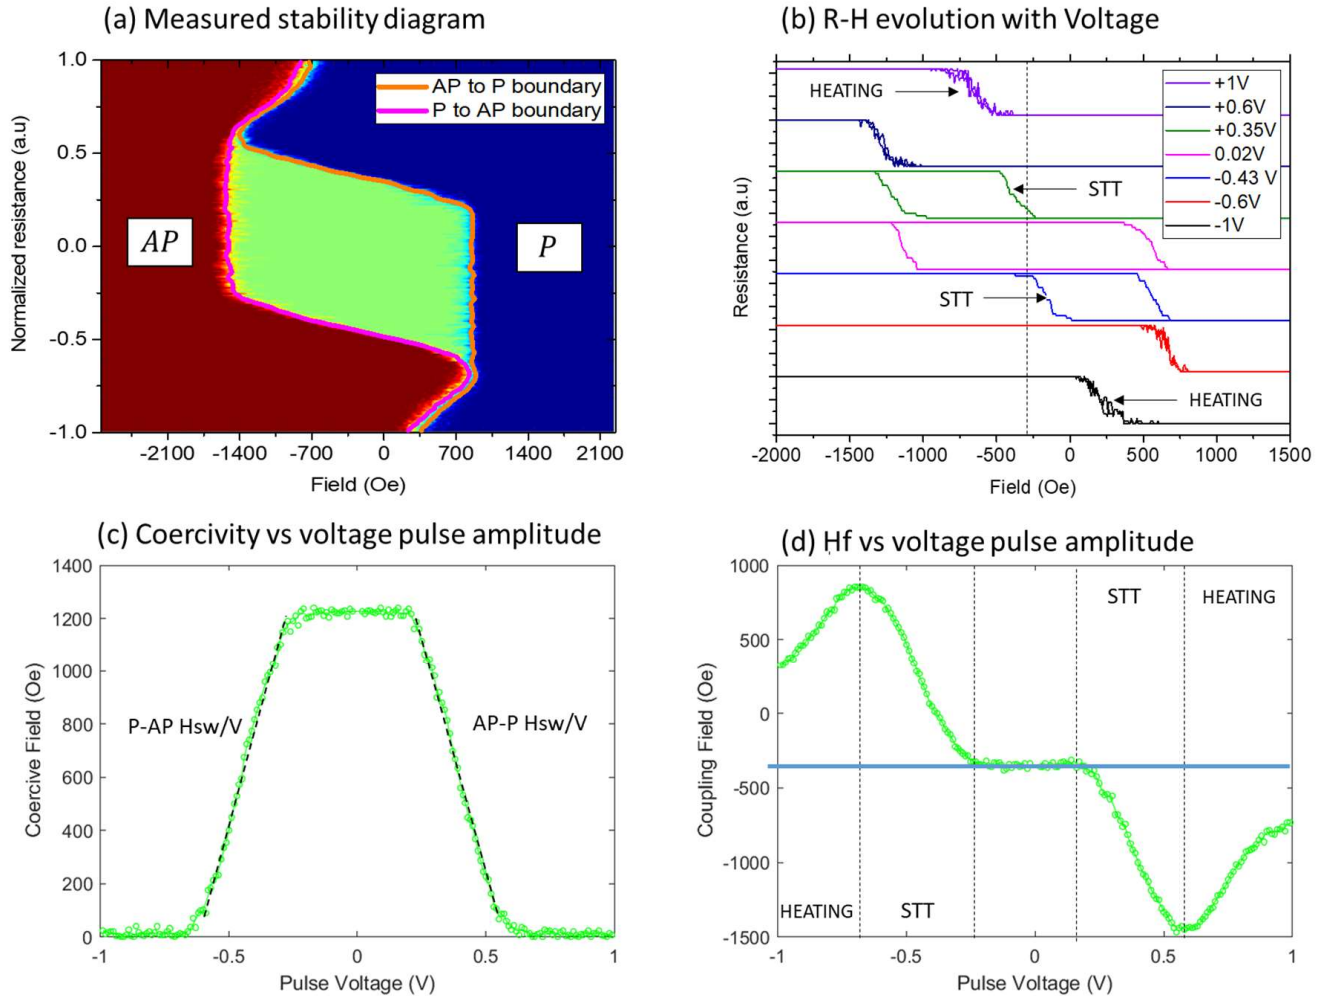 (a) Measured stability diagram
Normalized resistance (a.u)
1.0
0.5
0.0
-0.5
-1.0
AP to P boundary
P to AP boundary
AP
P
-2100 -1400 -700 0 700 1400 2100
Field (Oe)
(b) R-H evolution with Voltage
Resistance (a.u)
HEATING
STT
STT
HEATING
+1V
+0.6V
+0.35V
0.02V
-0.43 V
-0.6V
-1V
-2000 -1500 -1000 -500 0 500 1000 1500
Field (Oe)
(c) Coercivity vs voltage pulse amplitude
Coercive Field (Oe)
1400
1200
1000
800
600
400
200
0
P-AP Hsw/V
AP-P Hsw/V
-1 -0.5 0 0.5 1
Pulse Voltage (V)
(d) Hf vs voltage pulse amplitude
Coupling Field (Oe)
1000
500
0
-500
-1000
-1500
STT
HEATING
HEATING
STT
-1 -0.5 0 0.5 1
Pulse Voltage (V)